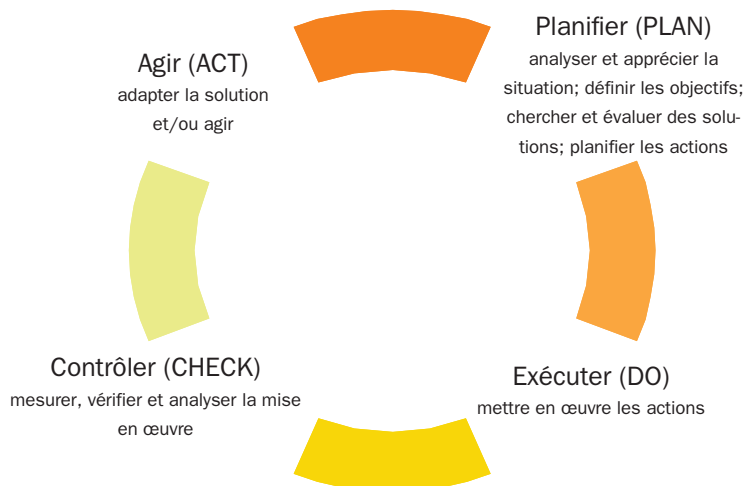 Planifier (PLAN)
analyser et apprécier la
situation; définir les objectifs;
chercher et évaluer des solu-
tions; planifier les actions
Exécuter (DO)
mettre en œuvre les actions
Contrôler (CHECK)
mesurer, vérifier et analyser la mise
en œuvre
Agir (ACT)
adapter la solution
et/ou agir